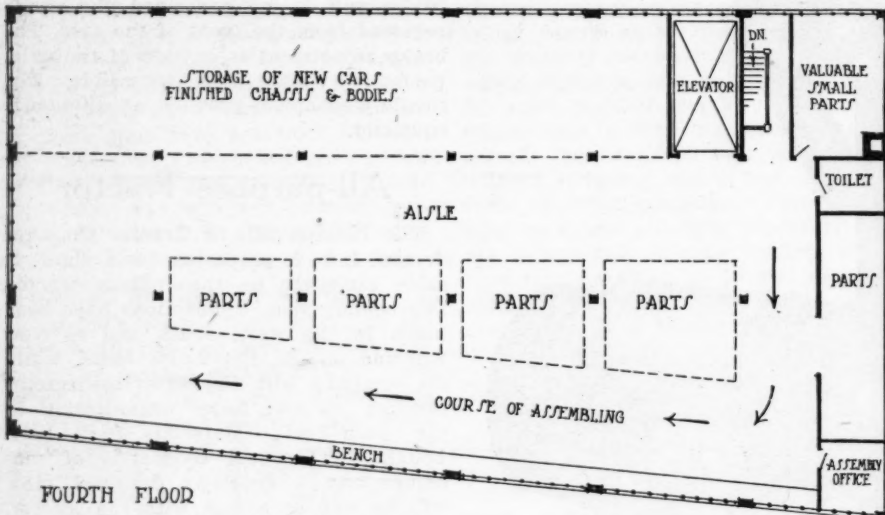 STORAGE OF NEW CARS
FINISHED CHASSIS & BODIES
ELEVATOR
DN.
VALUABLE
SMALL
PARTS
TOILET
AISLE
PARTS
PARTS
PARTS
PARTS
PARTS
COURSE OF ASSEMBLING
BENCH
ASSEMBLY
OFFICE
FOURTH FLOOR